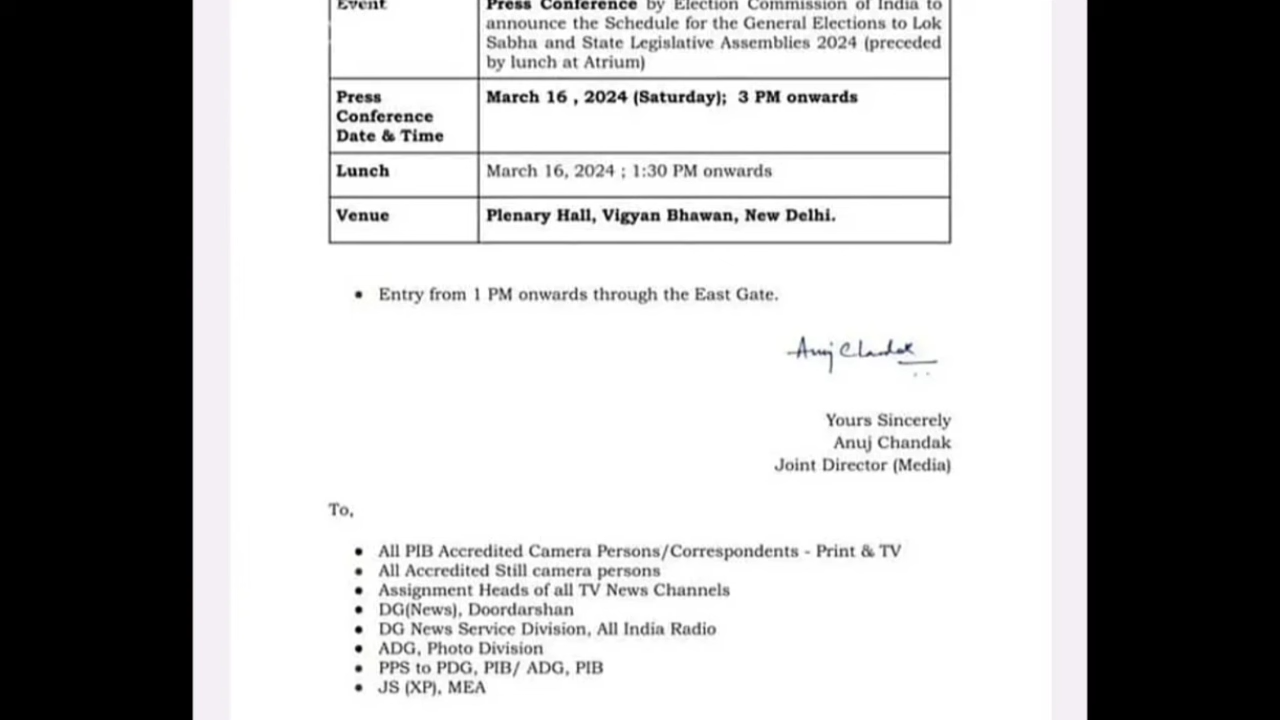 Event
Press Conference by Election Commission of India to
announce the Schedule for the General Elections to Lok
Sabha and State Legislative Assemblies 2024 (preceded
by lunch at Atrium)
Press
Conference
Date & Time
March 16 , 2024 (Saturday);  3 PM onwards
Lunch
March 16, 2024 ; 1:30 PM onwards
Venue
Plenary Hall, Vigyan Bhawan, New Delhi.
• Entry from 1 PM onwards through the East Gate.
Anuj Chandak
Yours Sincerely
Anuj Chandak
Joint Director (Media)
To,
• All PIB Accredited Camera Persons/Correspondents - Print & TV
• All Accredited Still camera persons
• Assignment Heads of all TV News Channels
• DG(News), Doordarshan
• DG News Service Division, All India Radio
• ADG, Photo Division
• PPS to PDG, PIB/ ADG, PIB
• JS (XP), MEA